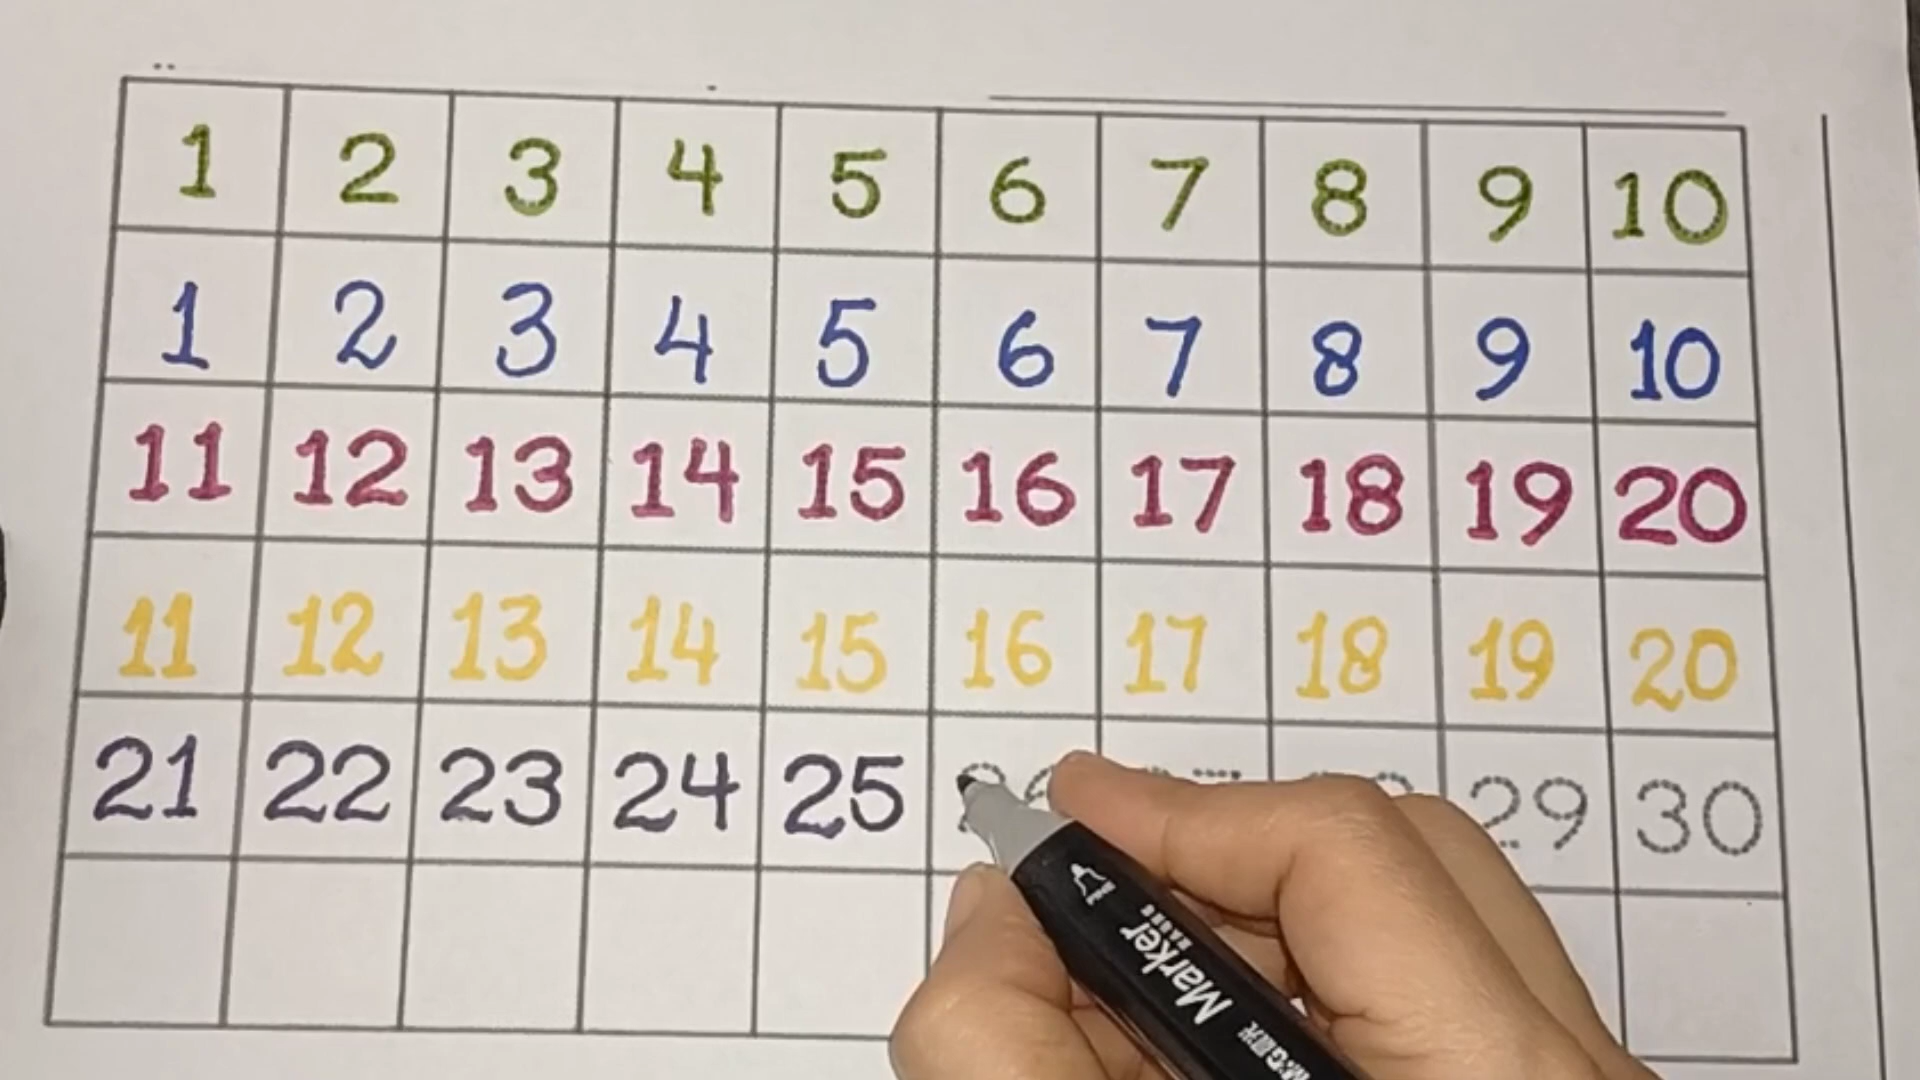 1 2 3 4 5 6 7 8 9 10
1 2 3 4 5 6 7 8 9 10
11 12 13 14 15 16 17 18 19 20
11 12 13 14 15 16 17 18 19 20
21 22 23 24 25 29 30
Marker
M&G